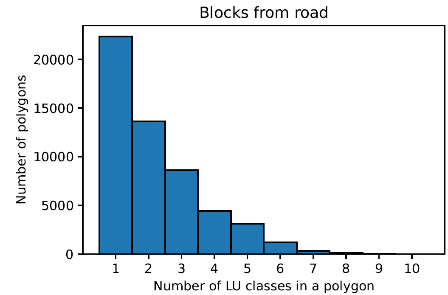 Blocks from road
20000
15000
10000
5000
0
Number of polygons
1 2 3 4 5 6 7 8 9 10
Number of LU classes in a polygon